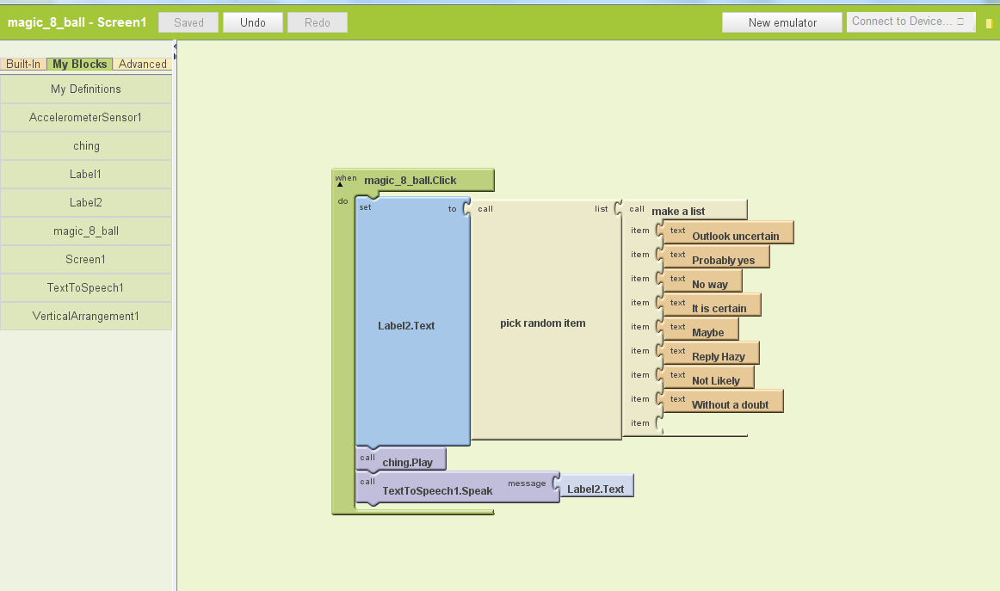 magic_8_ball - Screen1 Saved Undo Redo New emulator Connect to Device...
Built-In My Blocks Advanced
My Definitions
AccelerometerSensor1
ching
Label1
Label2
magic_8_ball
Screen1
TextToSpeech1
VerticalArrangement1
when magic_8_ball.Click
do set Label2.Text to call pick random item list call make a list
item text Outlook uncertain
item text Probably yes
item text No way
item text It is certain
item text Maybe
item text Reply Hazy
item text Not Likely
item text Without a doubt
item
call ching.Play
call TextToSpeech1.Speak message Label2.Text